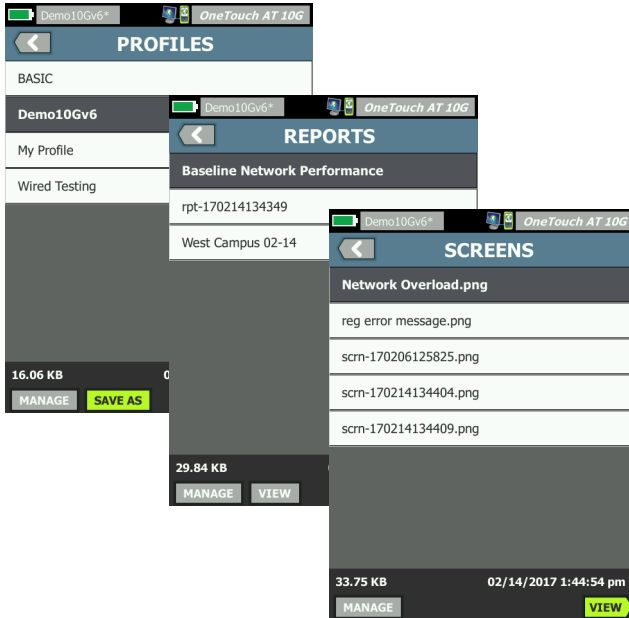 Demo10Gv6* OneTouch AT 10G
PROFILES
BASIC
Demo10Gv6
My Profile
Wired Testing
16.06 KB 0
MANAGE SAVE AS
Demo10Gv6* OneTouch AT 10G
REPORTS
Baseline Network Performance
rpt-170214134349
West Campus 02-14
29.84 KB
MANAGE VIEW
Demo10Gv6* OneTouch AT 10G
SCREENS
Network Overload.png
reg error message.png
scrn-170206125825.png
scrn-170214134404.png
scrn-170214134409.png
33.75 KB 02/14/2017 1:44:54 pm
MANAGE VIEW